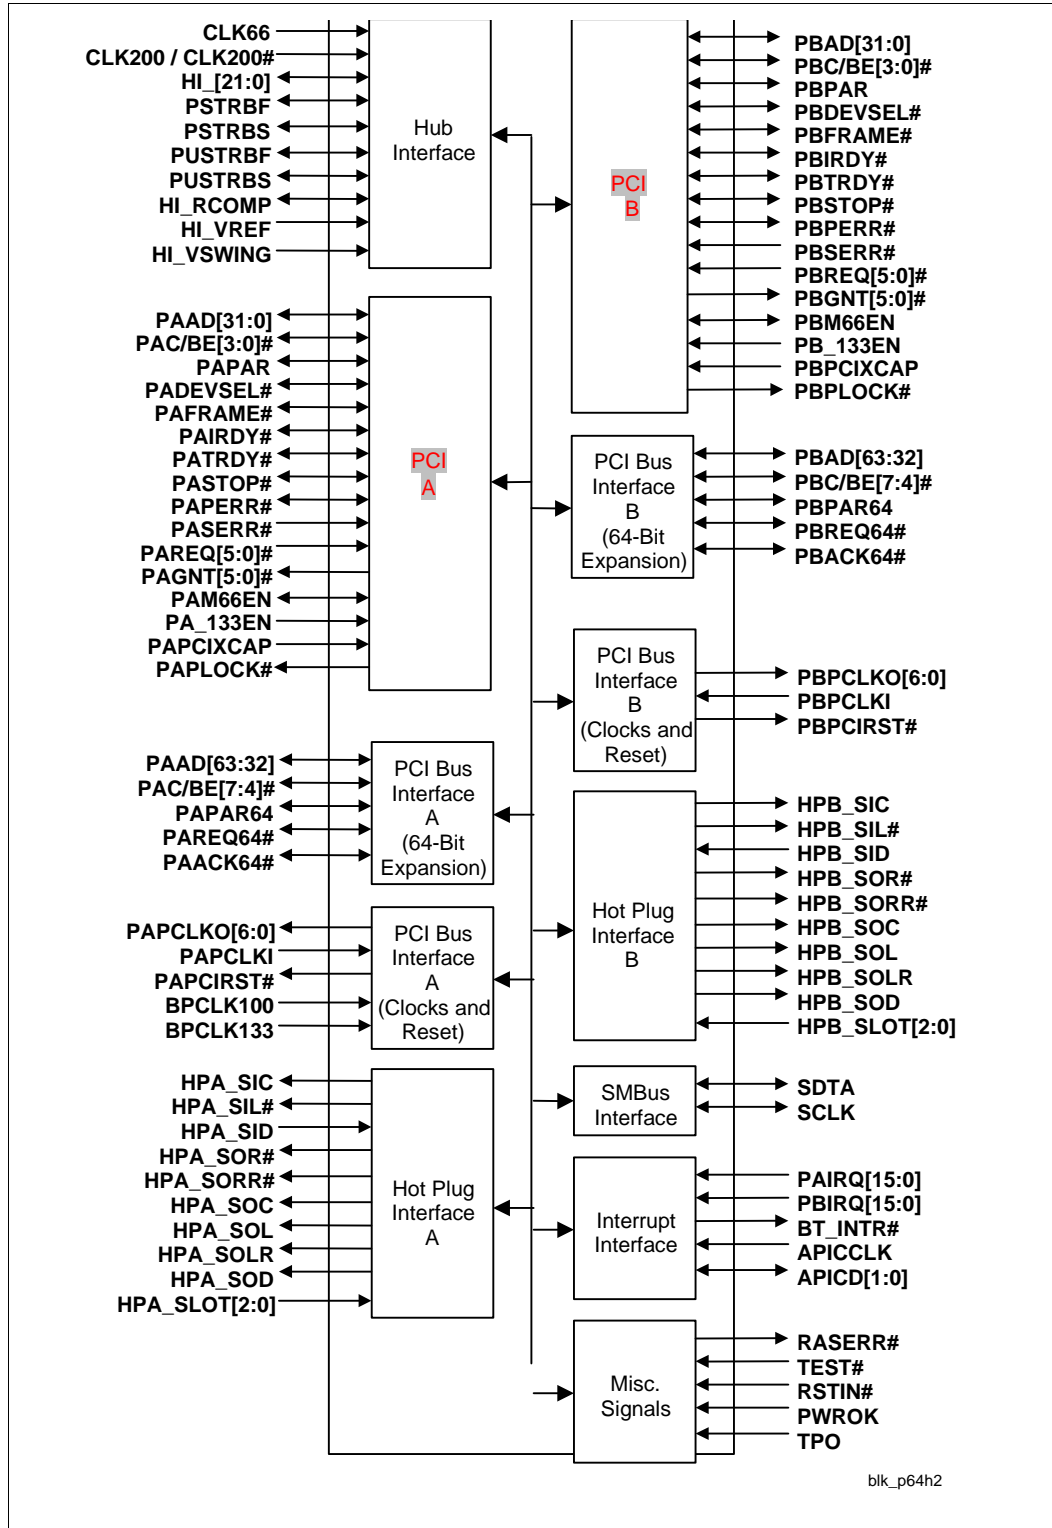 CLK66
CLK200 / CLK200#
HI_[21:0]
PSTRBF
PSTRBS
PUSTRBF
PUSTRBS
HI_RCOMP
HI_VREF
HI_VSWING
Hub
Interface
PAAD[31:0]
PAC/BE[3:0]#
PAPAR
PADEVSEL#
PAFRAME#
PAIRDY#
PATRDY#
PASTOP#
PAPERR#
PASERR#
PAREQ[5:0]#
PAGNT[5:0]#
PAM66EN
PA_133EN
PAPCIXCAP
PAPLOCK#
PCI
A
PAAD[63:32]
PAC/BE[7:4]#
PAPAR64
PAREQ64#
PAACK64#
PCI Bus
Interface
A
(64-Bit
Expansion)
PAPCLKO[6:0]
PAPCLKI
PAPCIRST#
BPCLK100
BPCLK133
PCI Bus
Interface
A
(Clocks and
Reset)
HPA_SIC
HPA_SIL#
HPA_SID
HPA_SOR#
HPA_SORR#
HPA_SOC
HPA_SOL
HPA_SOLR
HPA_SOD
HPA_SLOT[2:0]
Hot Plug
Interface
A
PCI
B
PBAD[31:0]
PBC/BE[3:0]#
PBPAR
PBDEVSEL#
PBFRAME#
PBIRDY#
PBTRDY#
PBSTOP#
PBPERR#
PBSERR#
PBREQ[5:0]#
PBGNT[5:0]#
PBM66EN
PB_133EN
PBPCIXCAP
PBPLOCK#
PCI Bus
Interface
B
(64-Bit
Expansion)
PBAD[63:32]
PBC/BE[7:4]#
PBPAR64
PBREQ64#
PBACK64#
PCI Bus
Interface
B
(Clocks and
Reset)
PBPCLKO[6:0]
PBPCLKI
PBPCIRST#
Hot Plug
Interface
B
HPB_SIC
HPB_SIL#
HPB_SID
HPB_SOR#
HPB_SORR#
HPB_SOC
HPB_SOL
HPB_SOLR
HPB_SOD
HPB_SLOT[2:0]
SMBus
Interface
SDTA
SCLK
Interrupt
Interface
PAIRQ[15:0]
PBIRQ[15:0]
BT_INTR#
APICCLK
APICD[1:0]
Misc.
Signals
RASERR#
TEST#
RSTIN#
PWROK
TPO
blk_p64h2